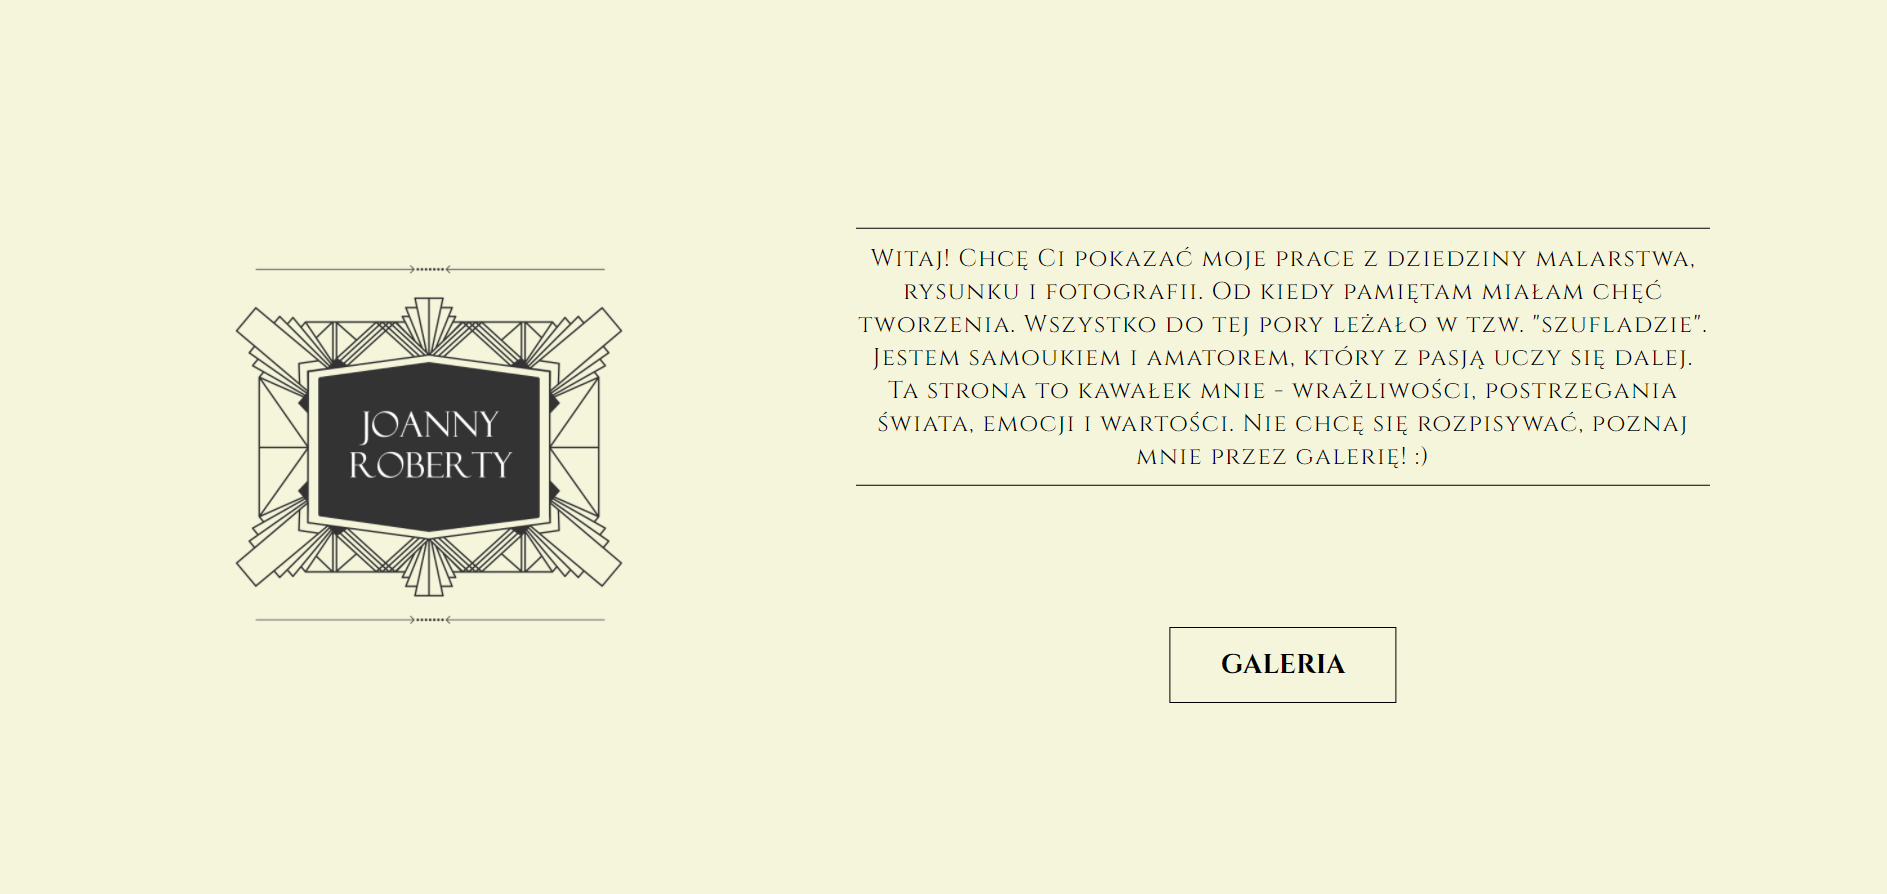 JOANNY
ROBERTY
Witaj! Chcę Ci pokazać moje prace z dziedziny malarstwa,
rysunku i fotografii. Od kiedy pamiętam miałam chęć
tworzenia. Wszystko do tej pory leżało w tzw. "szufladzie".
Jestem samoukiem i amatorem, który z pasją uczy się dalej.
Ta strona to kawałek mnie - wrażliwości, postrzegania
świata, emocji i wartości. Nie chcę się rozpisywać, poznaj
mnie przez galerię! :)
GALERIA